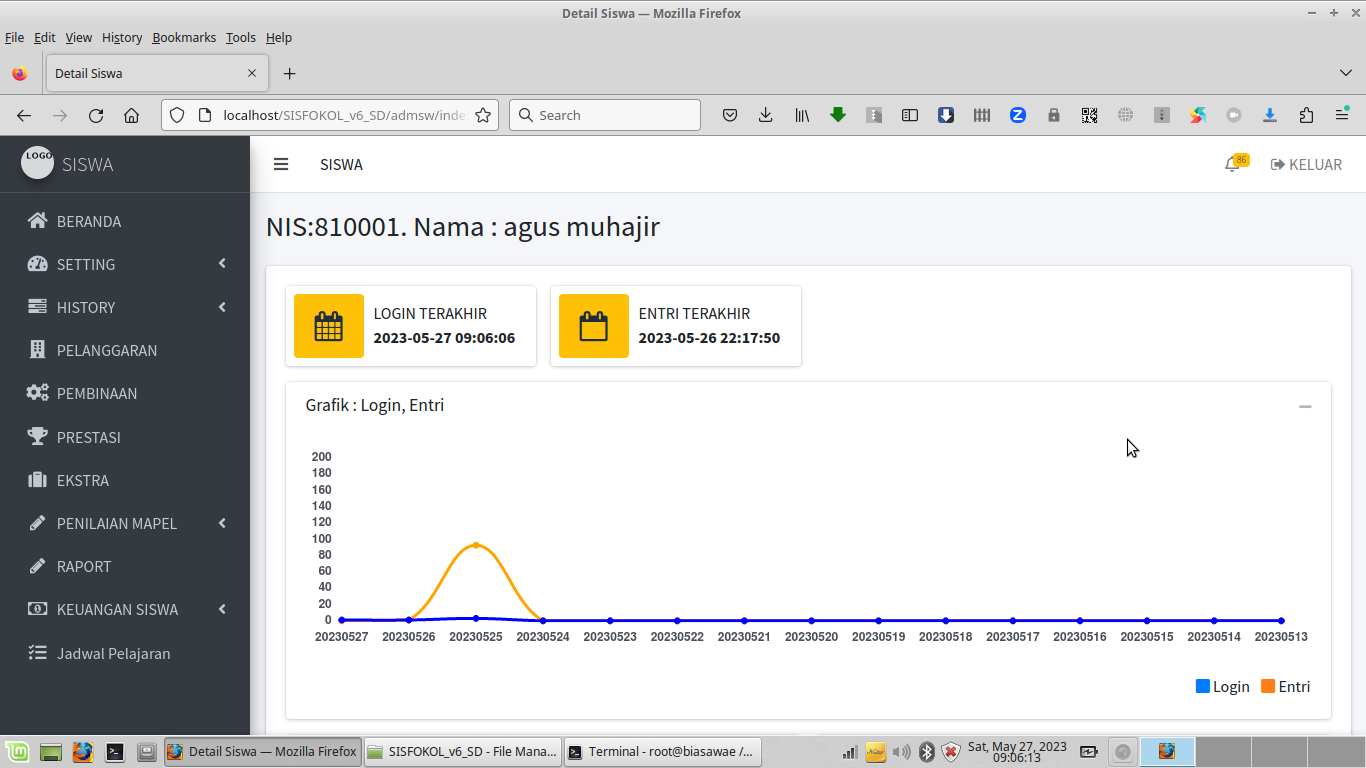 Detail Siswa — Mozilla Firefox
File Edit View History Bookmarks Tools Help
Detail Siswa
localhost/SISFOKOL_v6_SD/admsw/inde
Search
LOGO
SISWA
SISWA
86
KELUAR
BERANDA
SETTING
HISTORY
PELANGGARAN
PEMBINAAN
PRESTASI
EKSTRA
PENILAIAN MAPEL
RAPORT
KEUANGAN SISWA
Jadwal Pelajaran
NIS:810001. Nama : agus muhajir
LOGIN TERAKHIR
2023-05-27 09:06:06
ENTRI TERAKHIR
2023-05-26 22:17:50
Grafik : Login, Entri
200
180
160
140
120
100
80
60
40
20
0
20230527 20230526 20230525 20230524 20230523 20230522 20230521 20230520 20230519 20230518 20230517 20230516 20230515 20230514 20230513
Login Entri
Detail Siswa — Mozilla Firefox
SISFOKOL_v6_SD - File Mana...
Terminal - root@biasawae /...
Sat, May 27, 2023
09:06:13